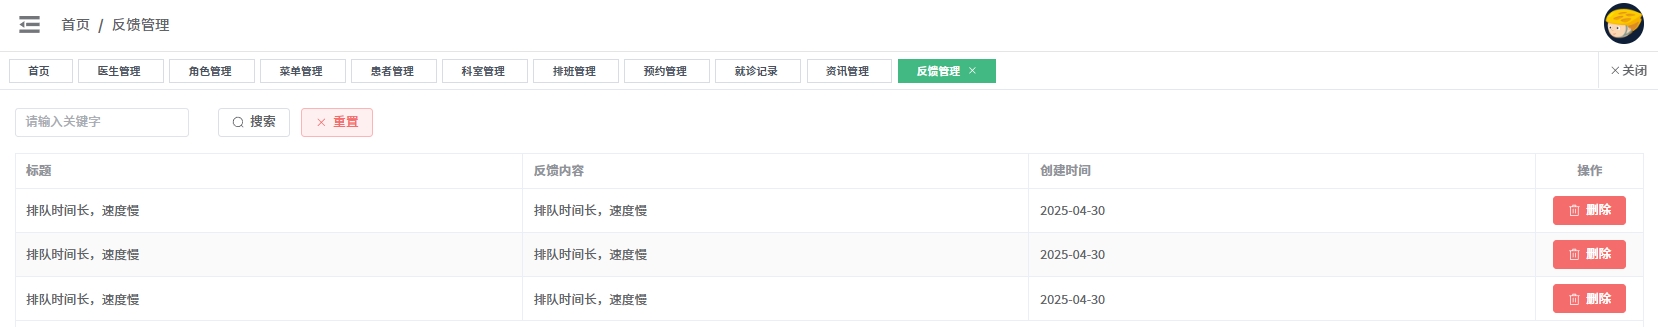 首页 / 反馈管理
首页 医生管理 角色管理 菜单管理 患者管理 科室管理 排班管理 预约管理 就诊记录 资讯管理 反馈管理 × ×关闭
请输入关键字 搜索 × 重置
标题 反馈内容 创建时间 操作
排队时间长，速度慢 排队时间长，速度慢 2025-04-30 删除
排队时间长，速度慢 排队时间长，速度慢 2025-04-30 删除
排队时间长，速度慢 排队时间长，速度慢 2025-04-30 删除